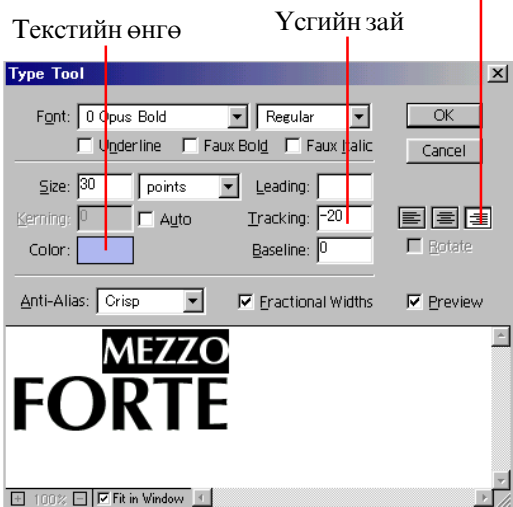 Текстийн өнгө Үсгийн зай
Type Tool
Font: 0 Opus Bold Regular OK
Underline Faux Bold Faux Italic Cancel
Size: 30 points Leading:
Kerning: 0 Auto Tracking: -20
Color: Baseline: 0 Rotate
Anti-Alias: Crisp Fractional Widths Preview
MEZZO
FORTE
100% Fit in Window